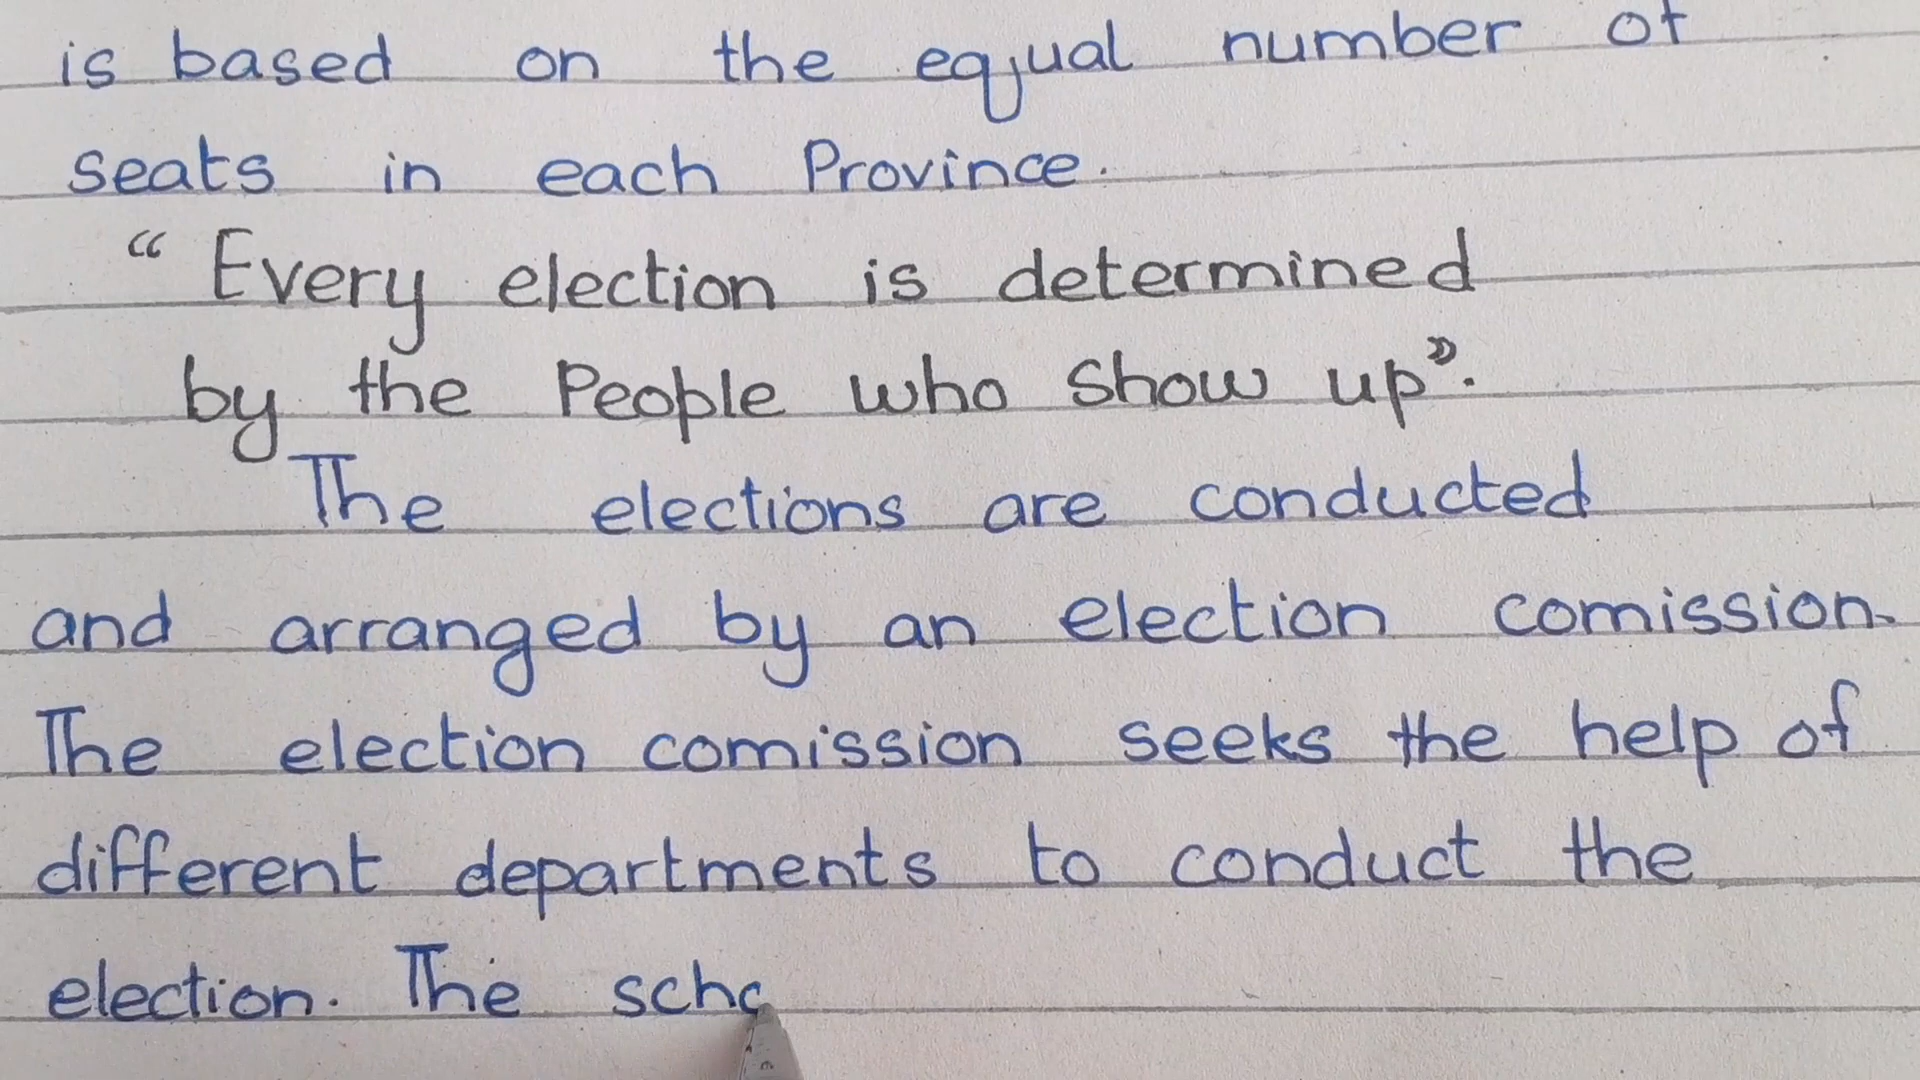 is based on the equal number of
seats in each Province.
“Every election is determined
by the People who show up”.
The elections are conducted
and arranged by an election comission.
The election comission seeks the help of
different departments to conduct the
election. The